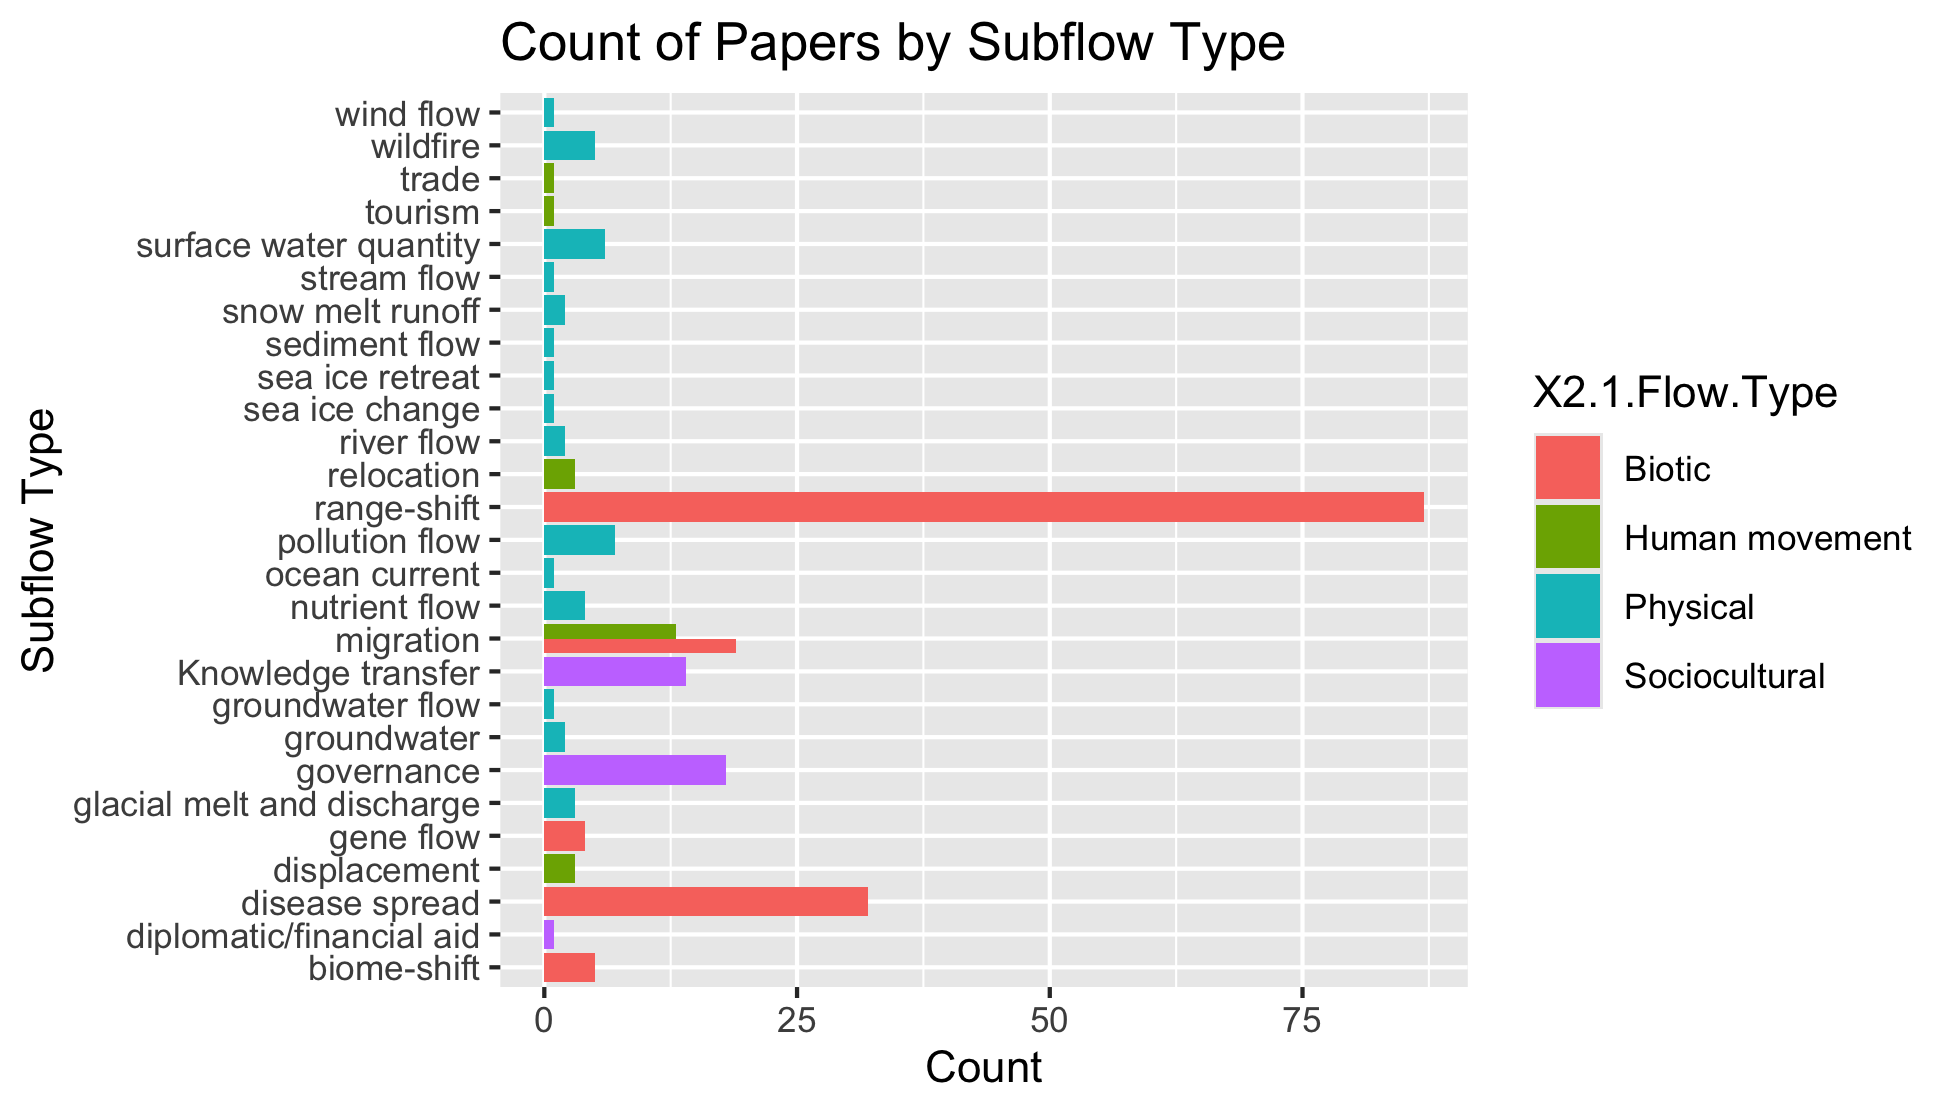 Count of Papers by Subflow Type
wind flow
wildfire
trade
tourism
surface water quantity
stream flow
snow melt runoff
sediment flow
sea ice retreat
sea ice change
river flow
relocation
range-shift
pollution flow
ocean current
nutrient flow
migration
Knowledge transfer
groundwater flow
groundwater
governance
glacial melt and discharge
gene flow
displacement
disease spread
diplomatic/financial aid
biome-shift
Subflow Type
0 25 50 75
Count
X2.1.Flow.Type
Biotic
Human movement
Physical
Sociocultural